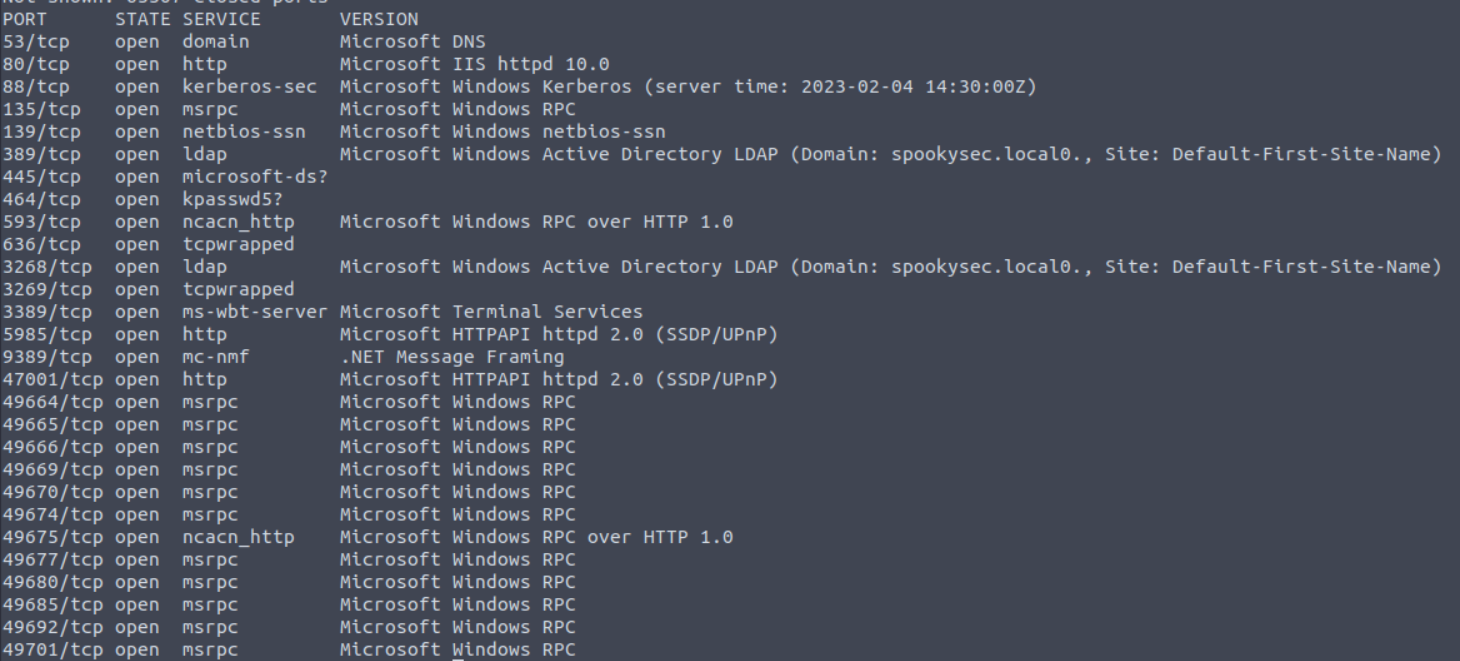 Not shown: closed ports
PORT      STATE SERVICE       VERSION
53/tcp    open  domain        Microsoft DNS
80/tcp    open  http          Microsoft IIS httpd 10.0
88/tcp    open  kerberos-sec  Microsoft Windows Kerberos (server time: 2023-02-04 14:30:00Z)
135/tcp   open  msrpc         Microsoft Windows RPC
139/tcp   open  netbios-ssn   Microsoft Windows netbios-ssn
389/tcp   open  ldap          Microsoft Windows Active Directory LDAP (Domain: spookysec.local0., Site: Default-First-Site-Name)
445/tcp   open  microsoft-ds?
464/tcp   open  kpasswd5?
593/tcp   open  ncacn_http    Microsoft Windows RPC over HTTP 1.0
636/tcp   open  tcpwrapped
3268/tcp  open  ldap          Microsoft Windows Active Directory LDAP (Domain: spookysec.local0., Site: Default-First-Site-Name)
3269/tcp  open  tcpwrapped
3389/tcp  open  ms-wbt-server Microsoft Terminal Services
5985/tcp  open  http          Microsoft HTTPAPI httpd 2.0 (SSDP/UPnP)
9389/tcp  open  mc-nmf        .NET Message Framing
47001/tcp open  http          Microsoft HTTPAPI httpd 2.0 (SSDP/UPnP)
49664/tcp open  msrpc         Microsoft Windows RPC
49665/tcp open  msrpc         Microsoft Windows RPC
49666/tcp open  msrpc         Microsoft Windows RPC
49669/tcp open  msrpc         Microsoft Windows RPC
49670/tcp open  msrpc         Microsoft Windows RPC
49674/tcp open  msrpc         Microsoft Windows RPC
49675/tcp open  ncacn_http    Microsoft Windows RPC over HTTP 1.0
49677/tcp open  msrpc         Microsoft Windows RPC
49680/tcp open  msrpc         Microsoft Windows RPC
49685/tcp open  msrpc         Microsoft Windows RPC
49692/tcp open  msrpc         Microsoft Windows RPC
49701/tcp open  msrpc         Microsoft Windows RPC